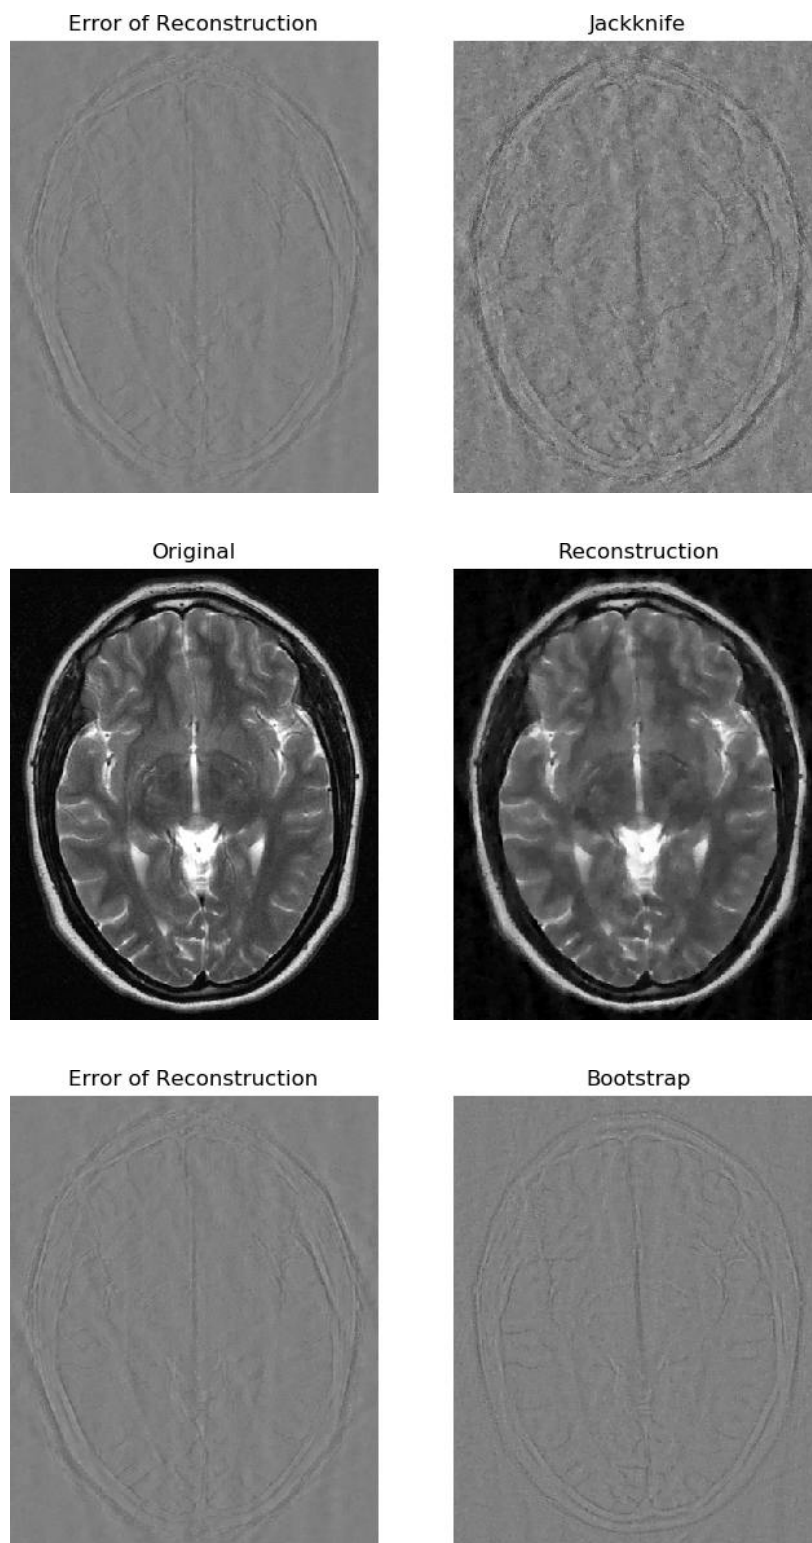 Error of Reconstruction
Jackknife
Original
Reconstruction
Error of Reconstruction
Bootstrap